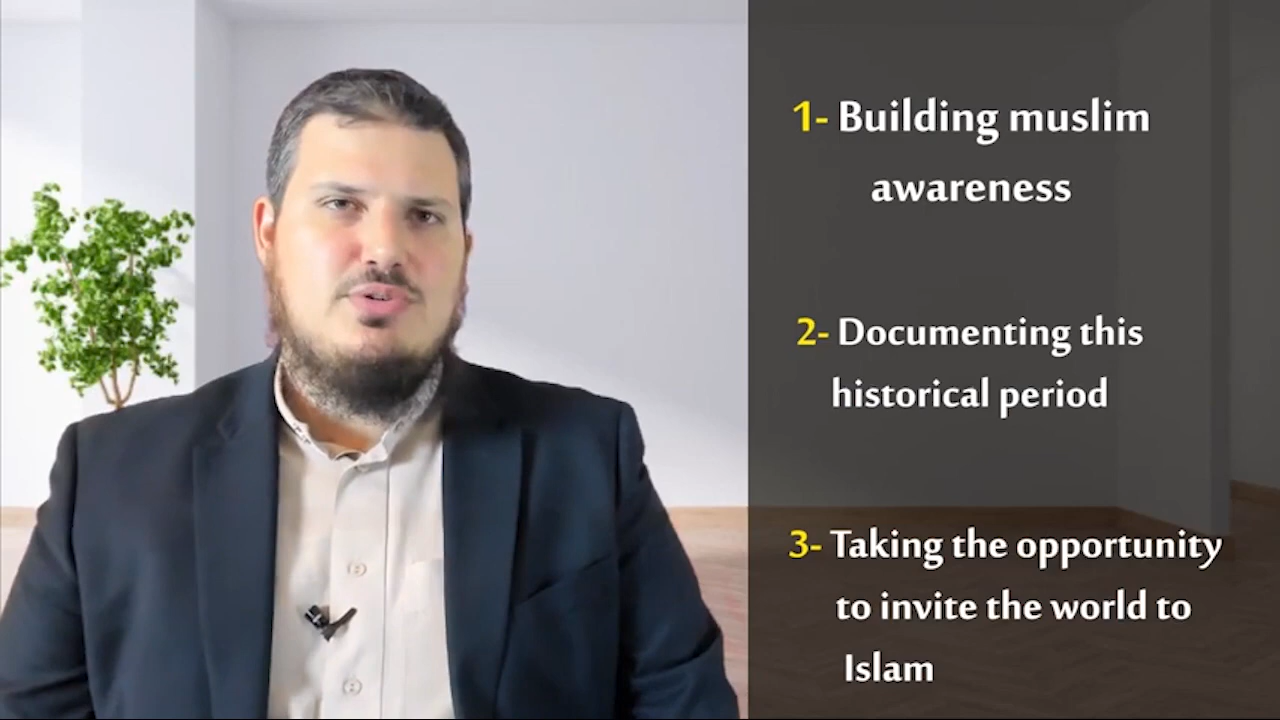 1- Building muslim
awareness
2- Documenting this
historical period
3- Taking the opportunity
to invite the world to
Islam